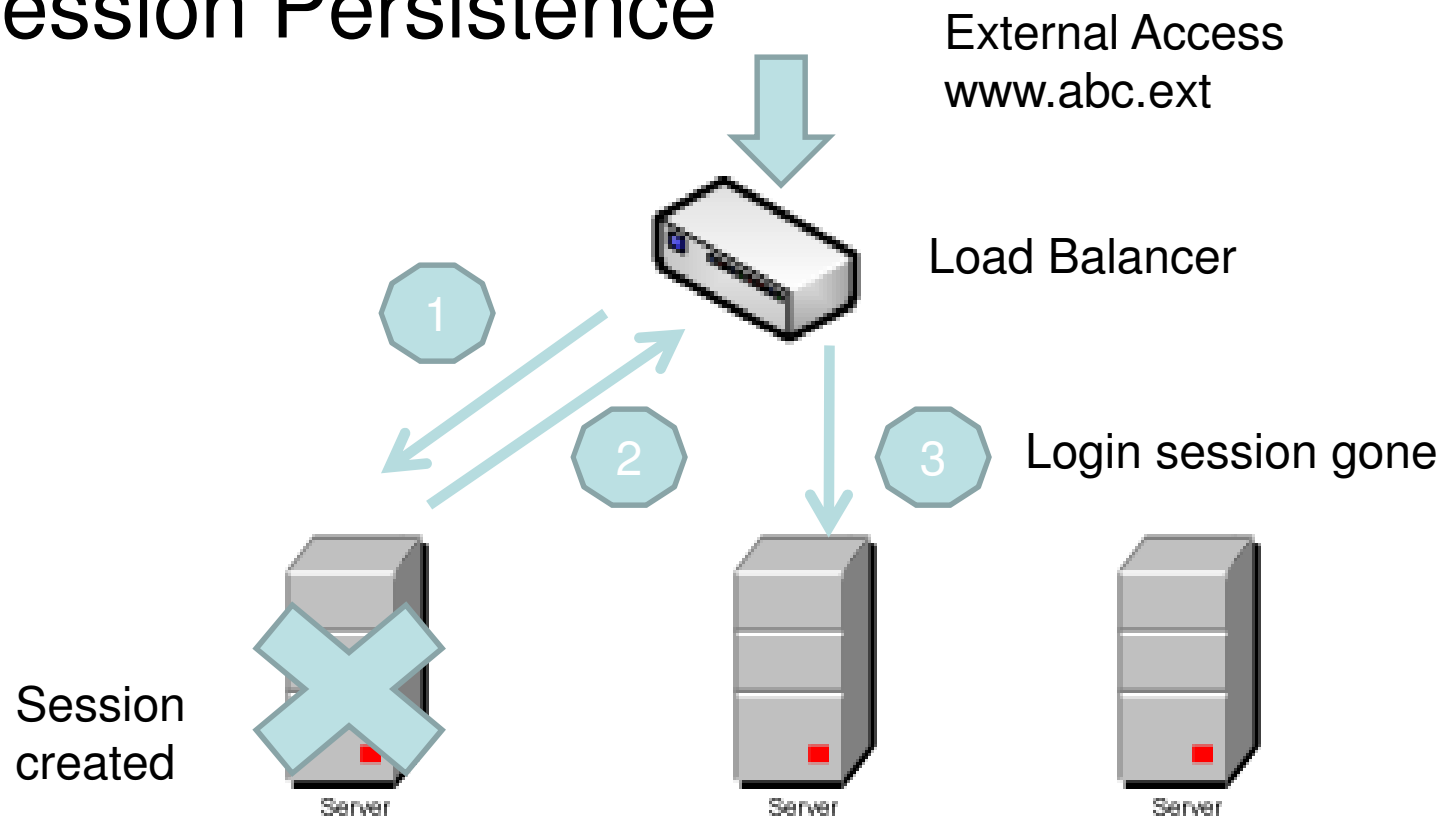 ession Persistence
External Access
www.abc.ext
Load Balancer
1
2
3
Login session gone
Session
created
Server
Server
Server